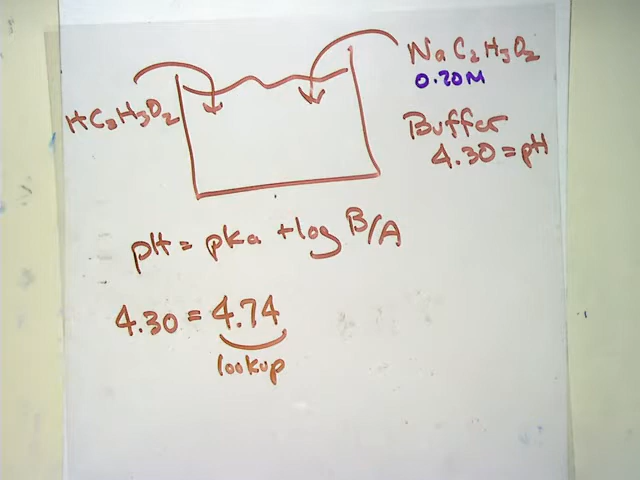 NaC₂H₃O₂
0.20M
HC₂H₃O₂
Buffer
4.30 = pH
pH = pka + log B/A
4.30 = 4.74
lookup